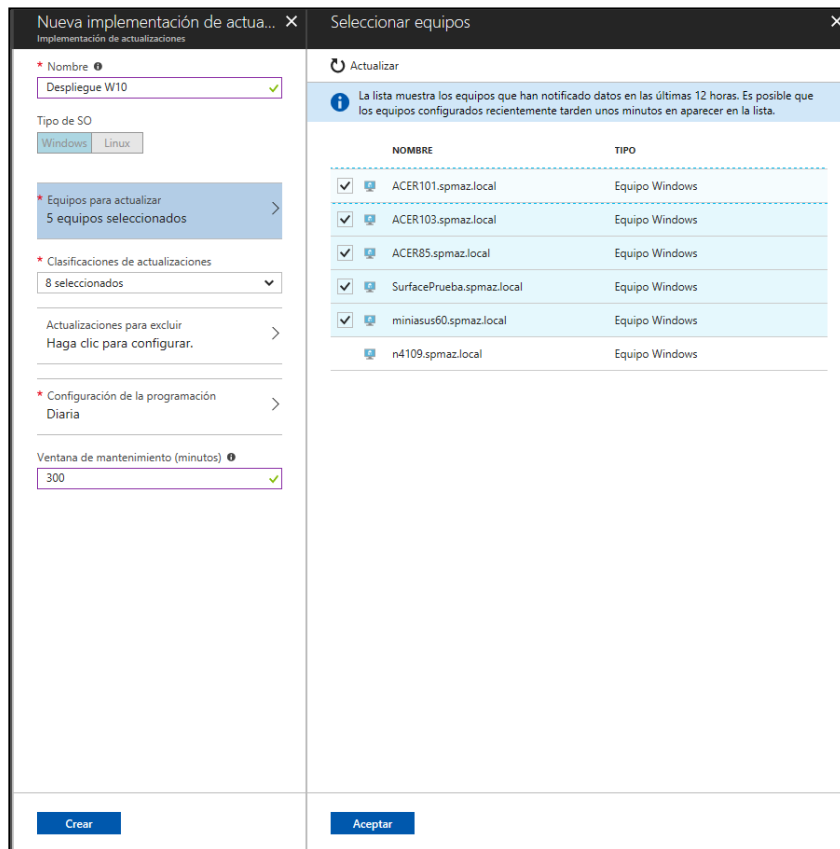 Nueva implementación de actua...
Implementación de actualizaciones
* Nombre
Despliegue W10
Tipo de SO
Windows Linux
* Equipos para actualizar
5 equipos seleccionados
* Clasificaciones de actualizaciones
8 seleccionados
Actualizaciones para excluir
Haga clic para configurar.
* Configuración de la programación
Diaria
Ventana de mantenimiento (minutos)
300
Crear
Seleccionar equipos
Actualizar
La lista muestra los equipos que han notificado datos en las últimas 12 horas. Es posible que
los equipos configurados recientemente tarden unos minutos en aparecer en la lista.
NOMBRE TIPO
ACER101.spmaz.local Equipo Windows
ACER103.spmaz.local Equipo Windows
ACER85.spmaz.local Equipo Windows
SurfacePrueba.spmaz.local Equipo Windows
miniasus60.spmaz.local Equipo Windows
n4109.spmaz.local Equipo Windows
Aceptar